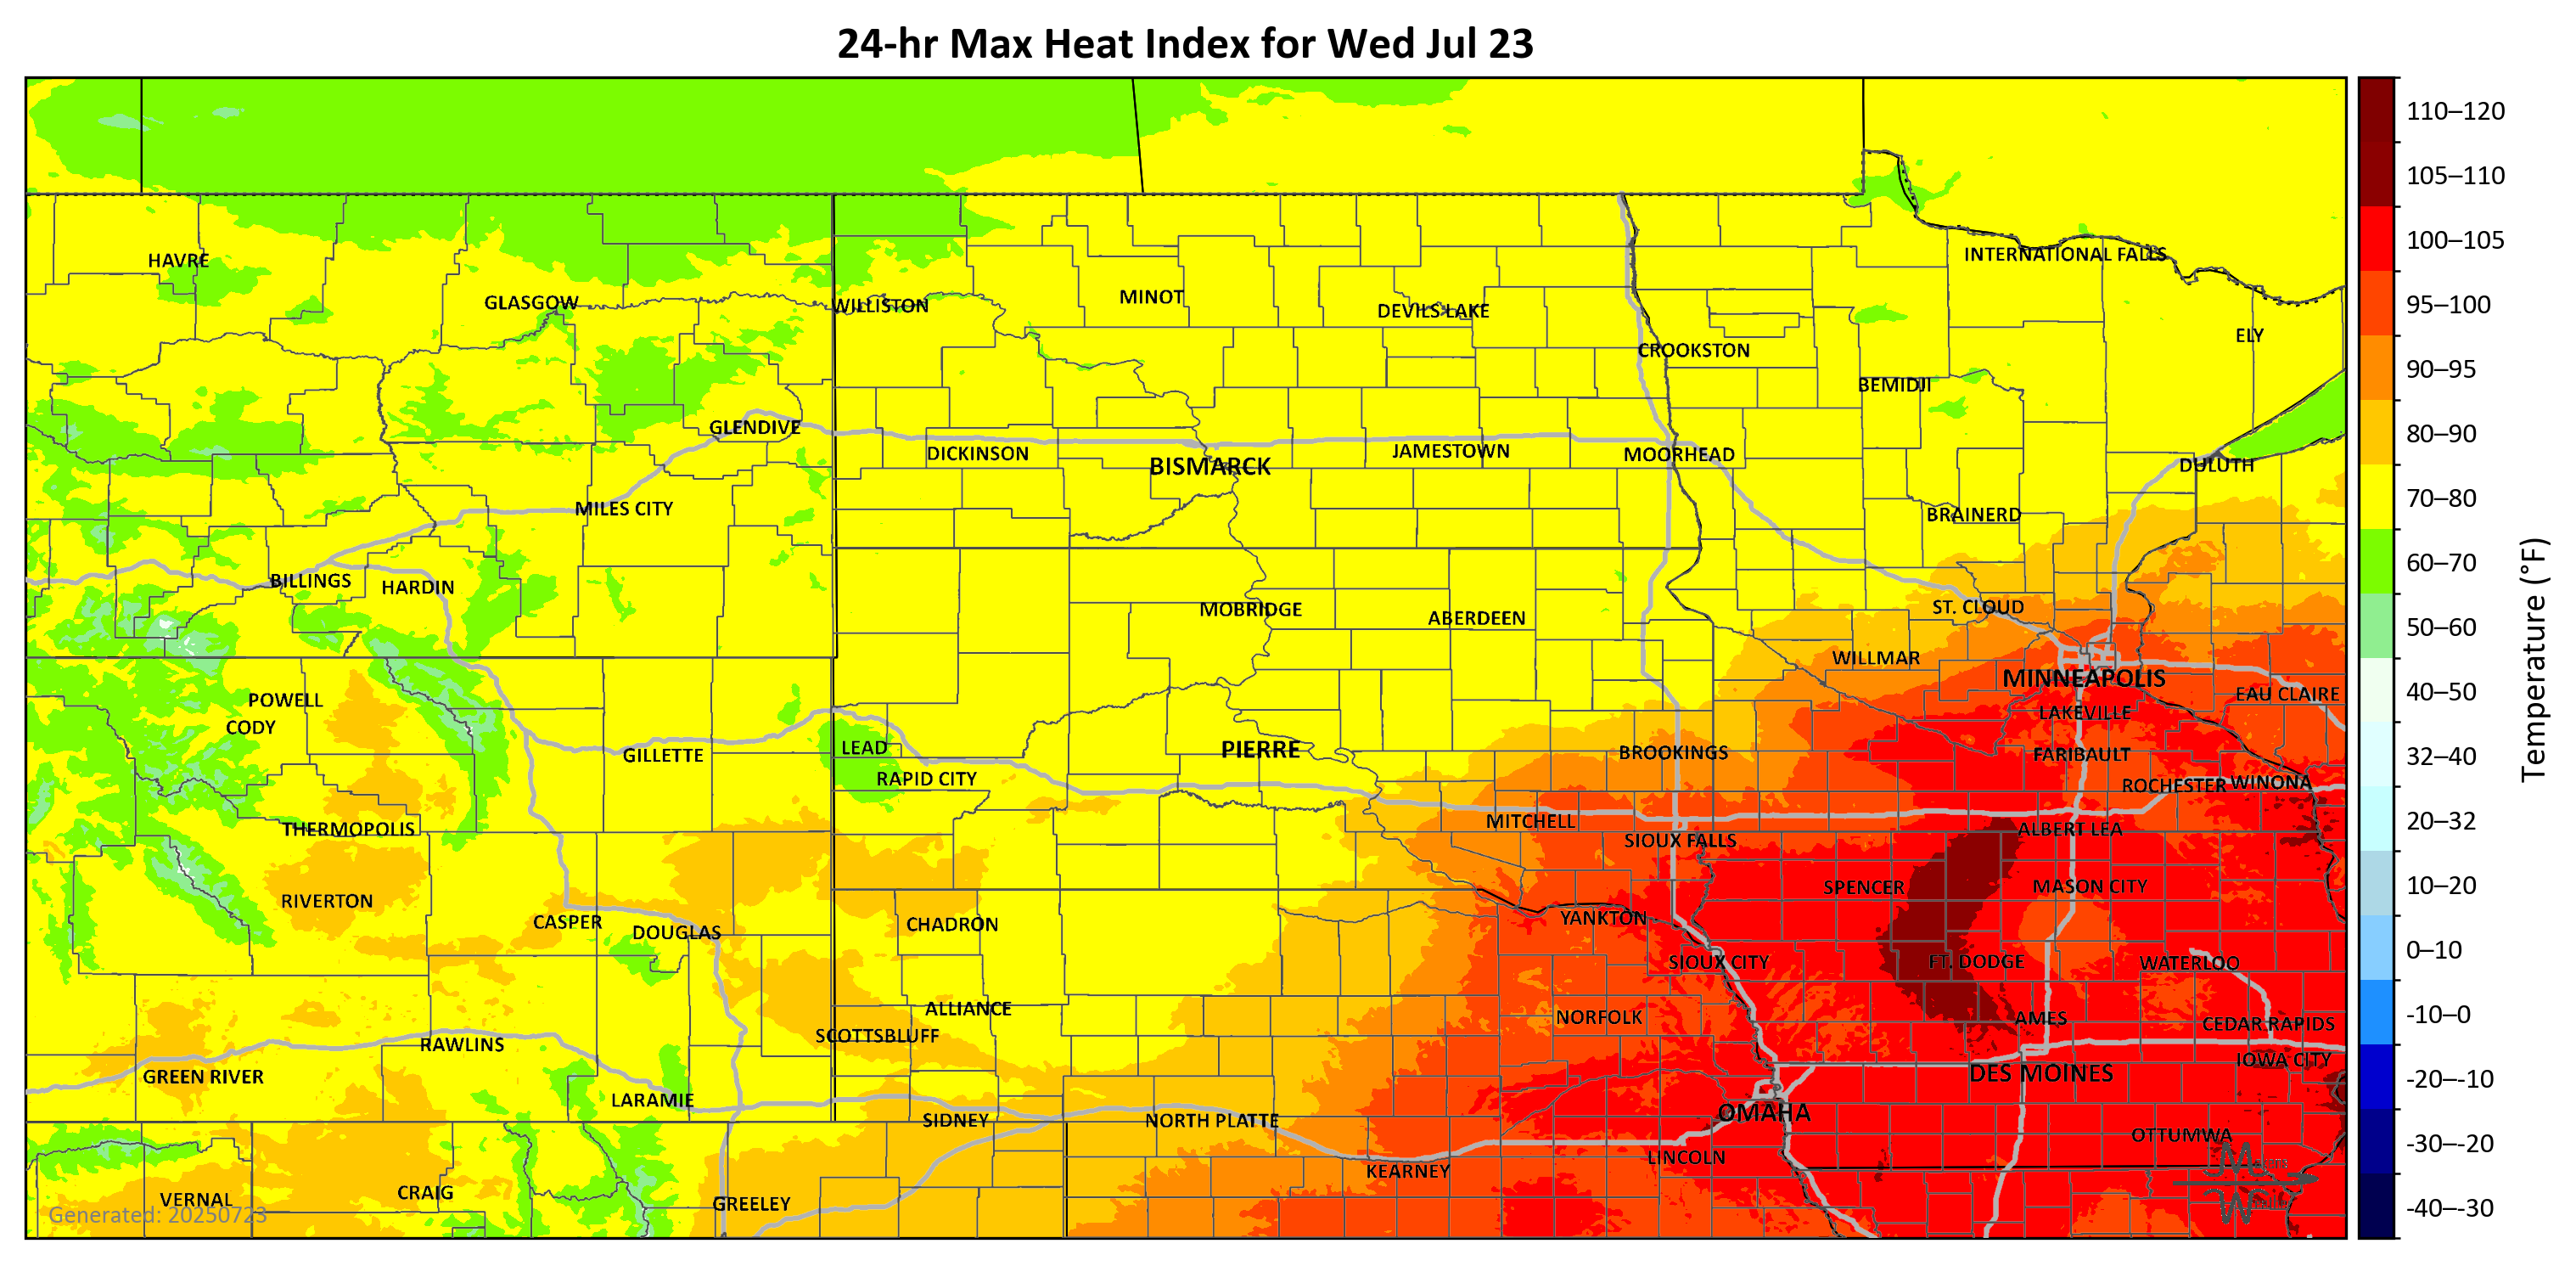 24-hr Max Heat Index for Wed Jul 23
110–120
105–110
100–105
95–100
90–95
80–90
70–80
60–70
50–60
40–50
32–40
20–32
10–20
0–10
-10–0
-20–-10
-30–-20
-40–-30
Temperature (°F)
HAVRE
INTERNATIONAL FALLS
GLASGOW
WILLISTON
MINOT
DEVILS LAKE
ELY
CROOKSTON
BEMIDJI
GLENDIVE
DICKINSON
BISMARCK
JAMESTOWN
MOORHEAD
DULUTH
MILES CITY
BRAINERD
BILLINGS
HARDIN
MOBRIDGE
ABERDEEN
ST. CLOUD
WILLMAR
MINNEAPOLIS
EAU CLAIRE
POWELL
CODY
LAKEVILLE
GILLETTE
LEAD
PIERRE
BROOKINGS
FARIBAULT
RAPID CITY
ROCHESTER
WINONA
THERMOPOLIS
MITCHELL
SIOUX FALLS
ALBERT LEA
RIVERTON
SPENCER
MASON CITY
CASPER
DOUGLAS
CHADRON
YANKTON
SIOUX CITY
FT. DODGE
WATERLOO
ALLIANCE
NORFOLK
AMES
CEDAR RAPIDS
SCOTTSBLUFF
RAWLINS
IOWA CITY
GREEN RIVER
DES MOINES
LARAMIE
SIDNEY
NORTH PLATTE
OMAHA
OTTUMWA
LINCOLN
KEARNEY
VERNAL
CRAIG
GREELEY
Generated: 20250723